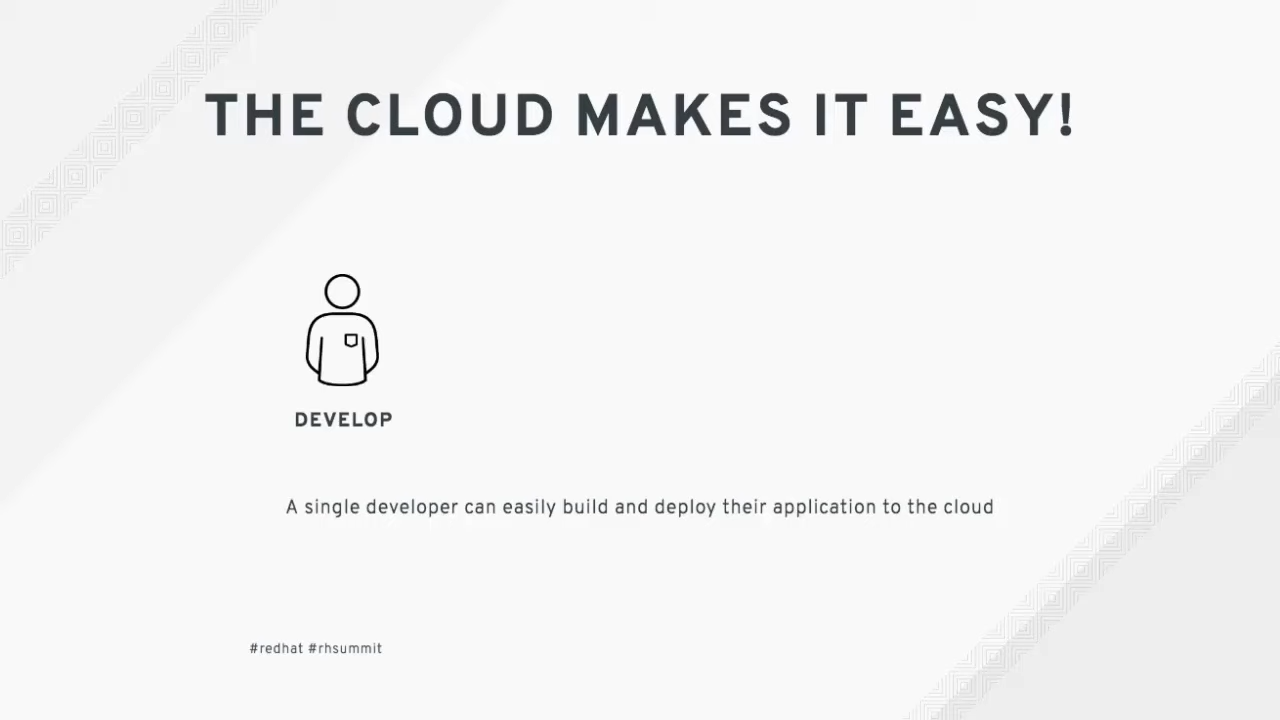 THE CLOUD MAKES IT EASY!
DEVELOP
A single developer can easily build and deploy their application to the cloud
#redhat #rhsummit